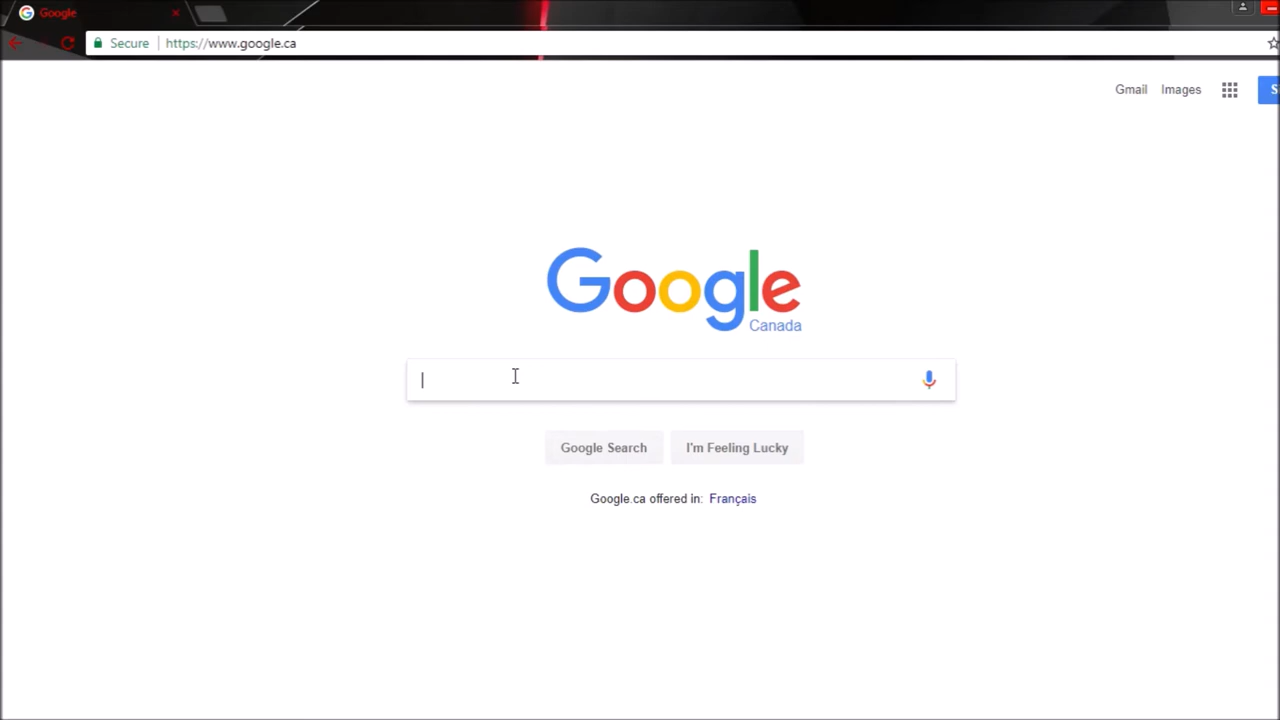 Google
Secure https://www.google.ca
Gmail Images
S
Google
Canada
Google Search I'm Feeling Lucky
Google.ca offered in: Français